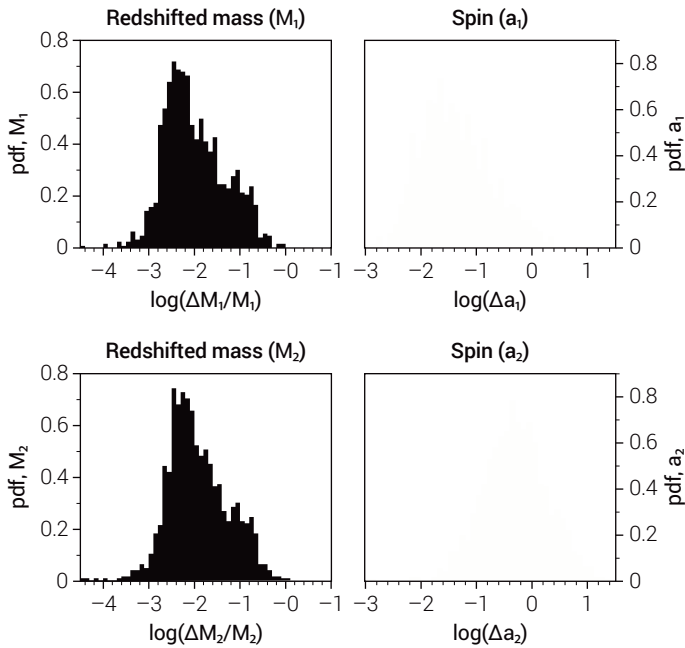 Redshifted mass (M₁)
Spin (a₁)
pdf, M₁
0.8
0.6
0.4
0.2
0
−4 −3 −2 −1 −0 −1
log(ΔM₁/M₁)
−3 −2 −1 0 1
log(Δa₁)
0.8
0.6
0.4
0.2
0
pdf, a₁
Redshifted mass (M₂)
Spin (a₂)
pdf, M₂
0.8
0.6
0.4
0.2
0
−4 −3 −2 −1 −0 −1
log(ΔM₂/M₂)
−3 −2 −1 0 1
log(Δa₂)
0.8
0.6
0.4
0.2
0
pdf, a₂